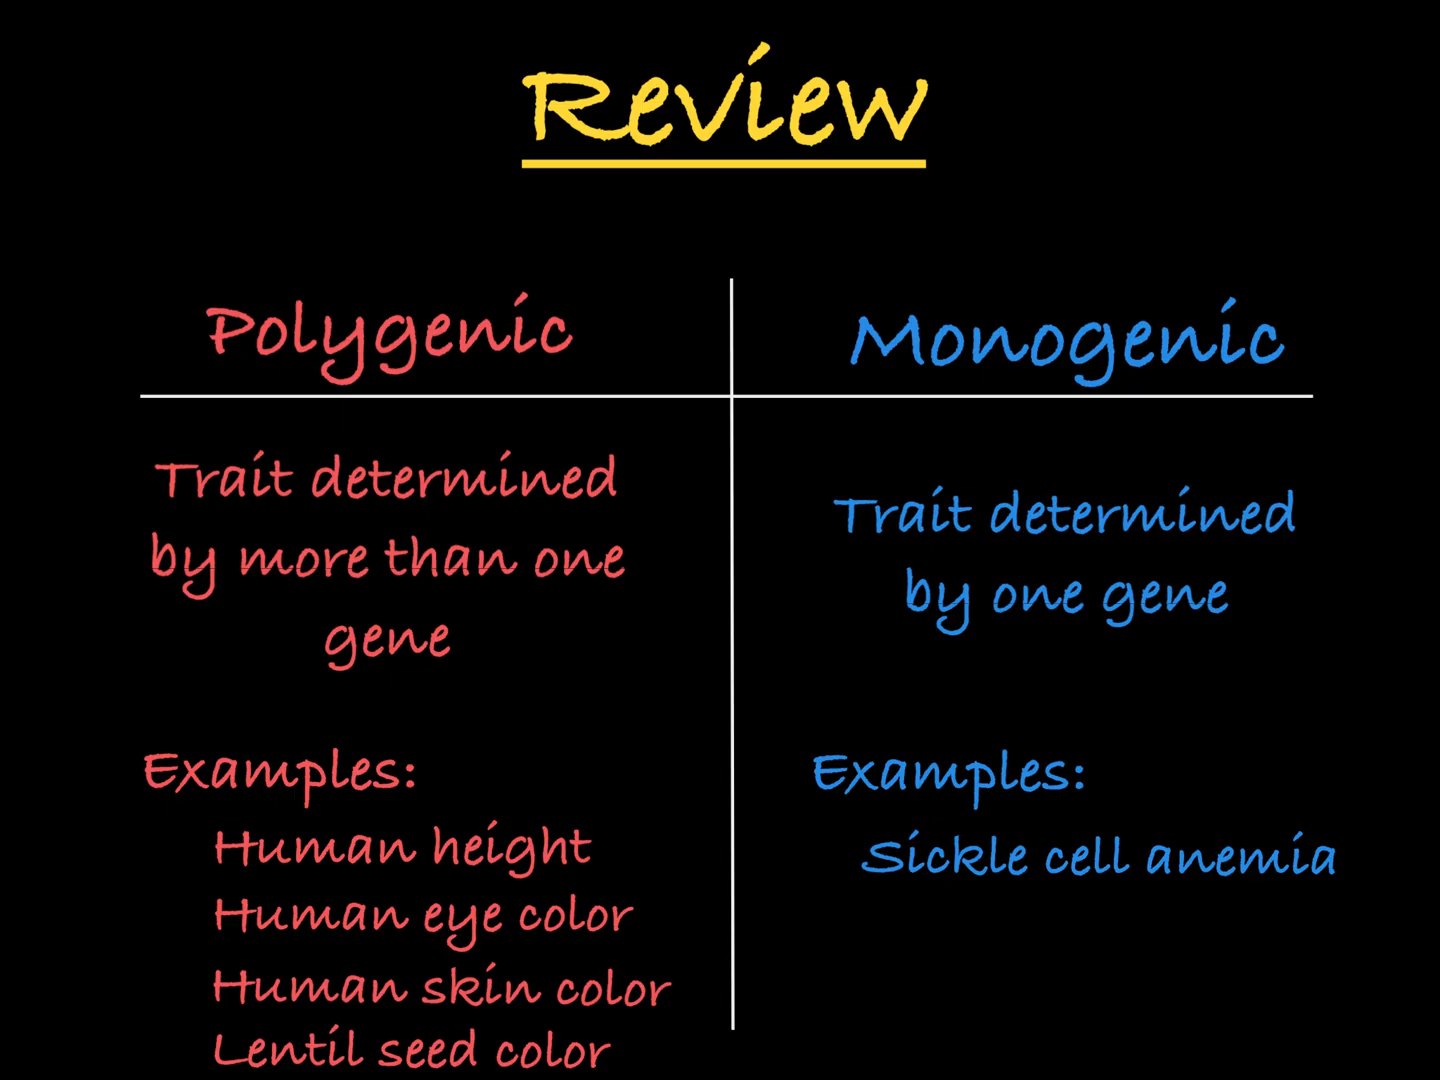 Review
Polygenic
Monogenic
Trait determined
by more than one
gene
Trait determined
by one gene
Examples:
Human height
Human eye color
Human skin color
Lentil seed color
Examples:
Sickle cell anemia